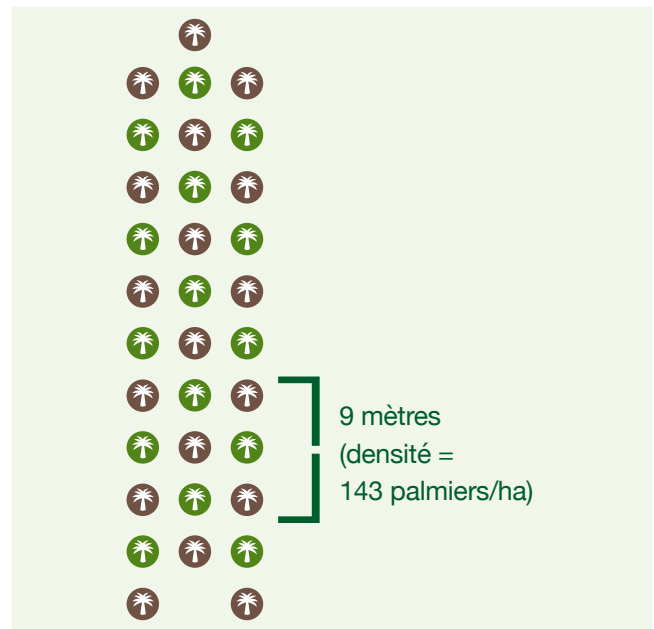 9 mètres
(densité =
143 palmiers/ha)